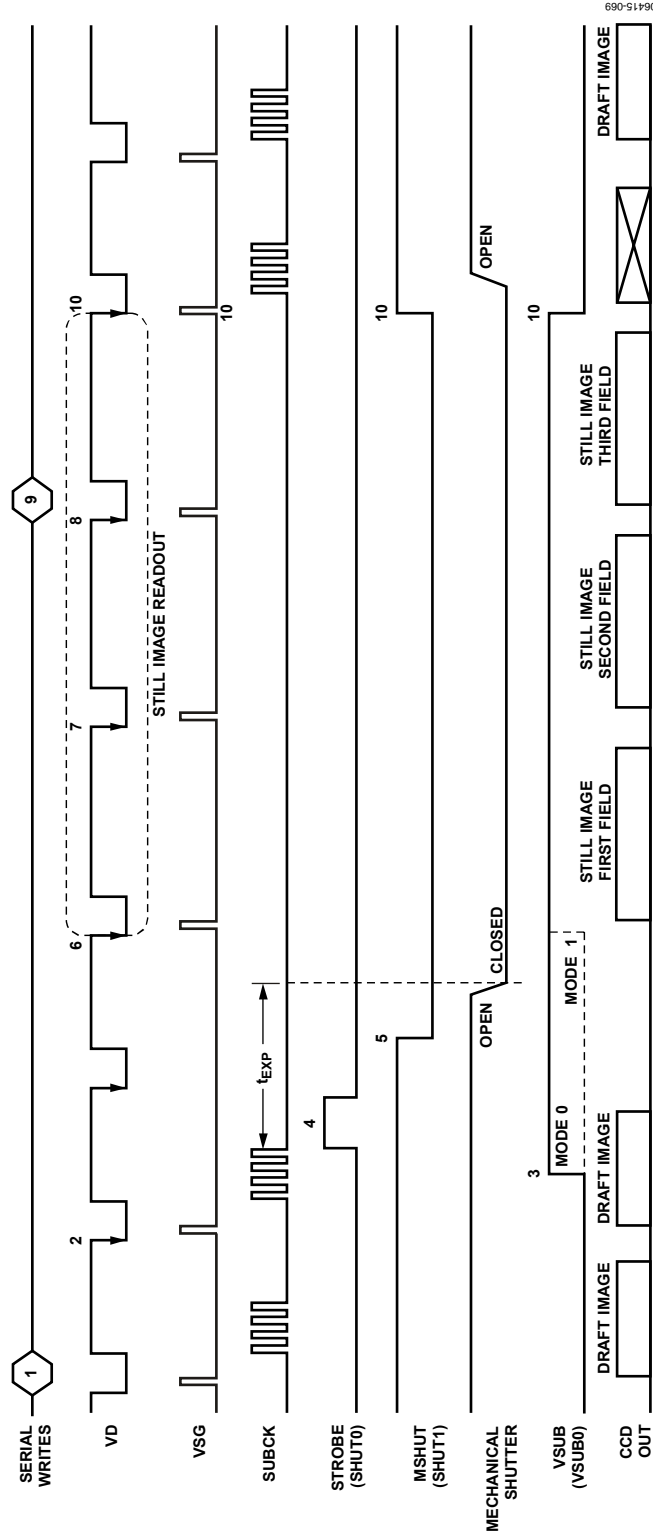 SERIAL
WRITES
1
9
VD
2
6
7
8
10
STILL IMAGE READOUT
VSG
10
SUBCK
tEXP
STROBE
(SHUT0)
4
MSHUT
(SHUT1)
5
10
MECHANICAL
SHUTTER
OPEN
CLOSED
OPEN
VSUB
(VSUB0)
3
MODE 0
MODE 1
10
CCD
OUT
DRAFT IMAGE
DRAFT IMAGE
STILL IMAGE
FIRST FIELD
STILL IMAGE
SECOND FIELD
STILL IMAGE
THIRD FIELD
DRAFT IMAGE
06415-069